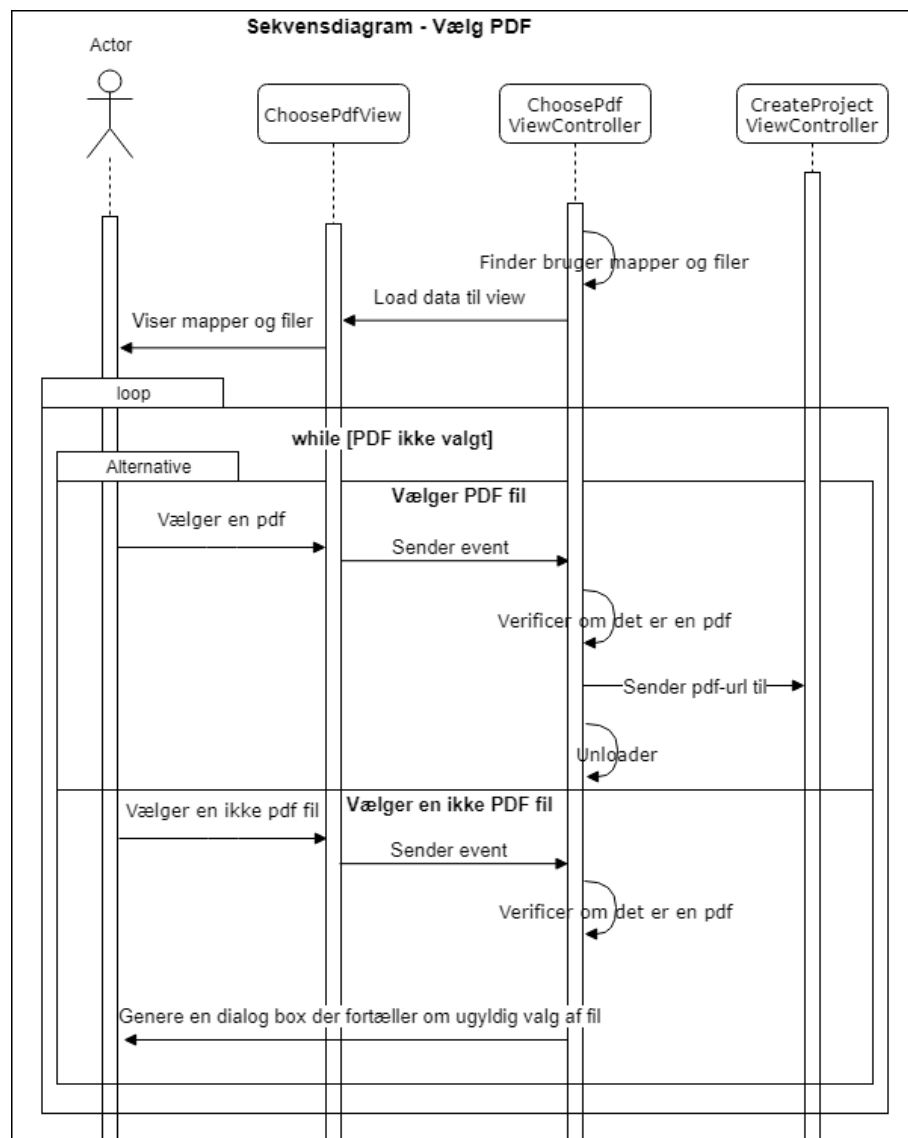 Sekvensdiagram - Vælg PDF
Actor
ChoosePdfView
ChoosePdf
ViewController
CreateProject
ViewController
Finder bruger mapper og filer
Load data til view
Viser mapper og filer
loop
while [PDF ikke valgt]
Alternative
Vælger PDF fil
Vælger en pdf
Sender event
Verificer om det er en pdf
Sender pdf-url til
Unloader
Vælger en ikke PDF fil
Vælger en ikke pdf fil
Sender event
Verificer om det er en pdf
Genere en dialog box der fortæller om ugyldig valg af fil